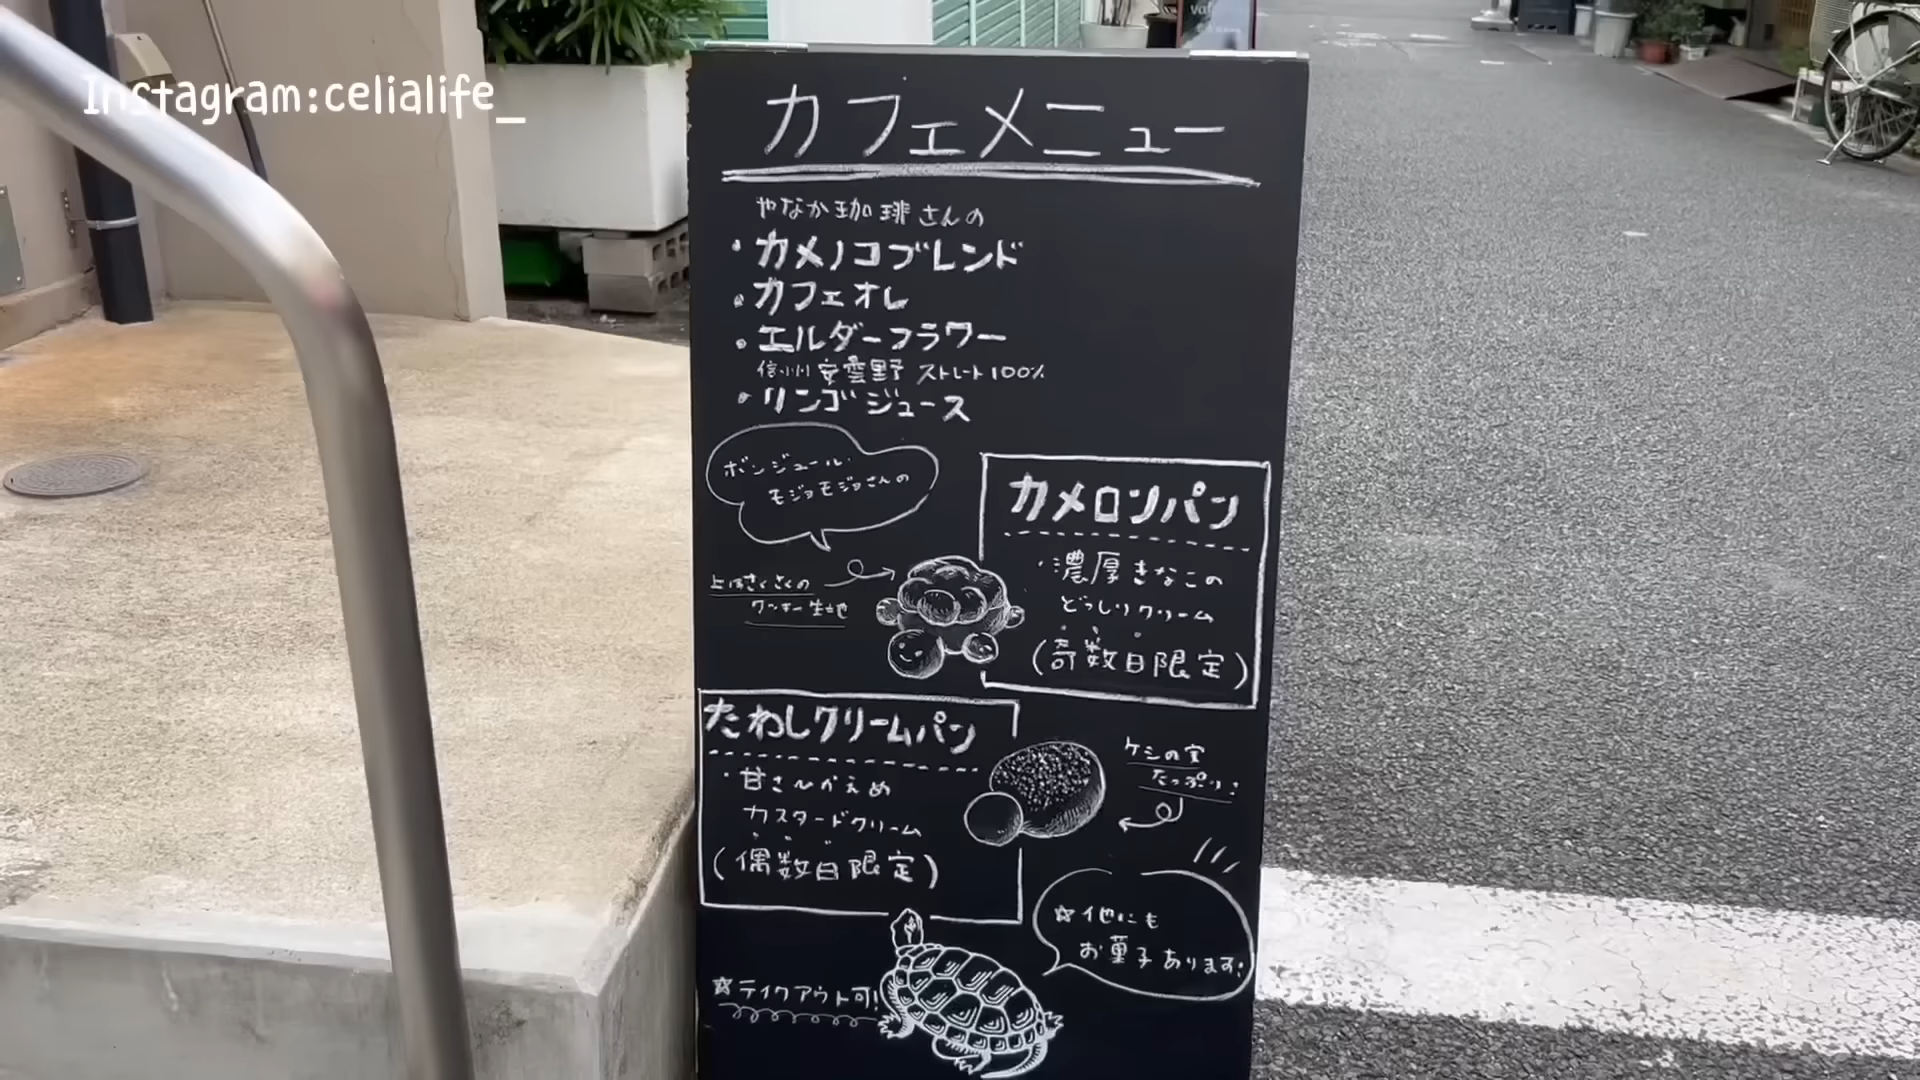 Instagram:celialife_
カフェメニュー
やなか珈琲さんの
・カメノコブレンド
・カフェオレ
・エルダーフラワー
信州 安曇野 ストレート100%
・リンゴジュース
ボンジュール・
モジョモジョさんの
カメロンパン
・濃厚きなこの
どっしりクリーム
(奇数日限定)
上はさくさくの
クッキー生地
たわしクリームパン
・甘さひかえめ
カスタードクリーム
(偶数日限定)
ケシの実
たっぷり!
☆他にも
お菓子あります!
☆テイクアウト可!